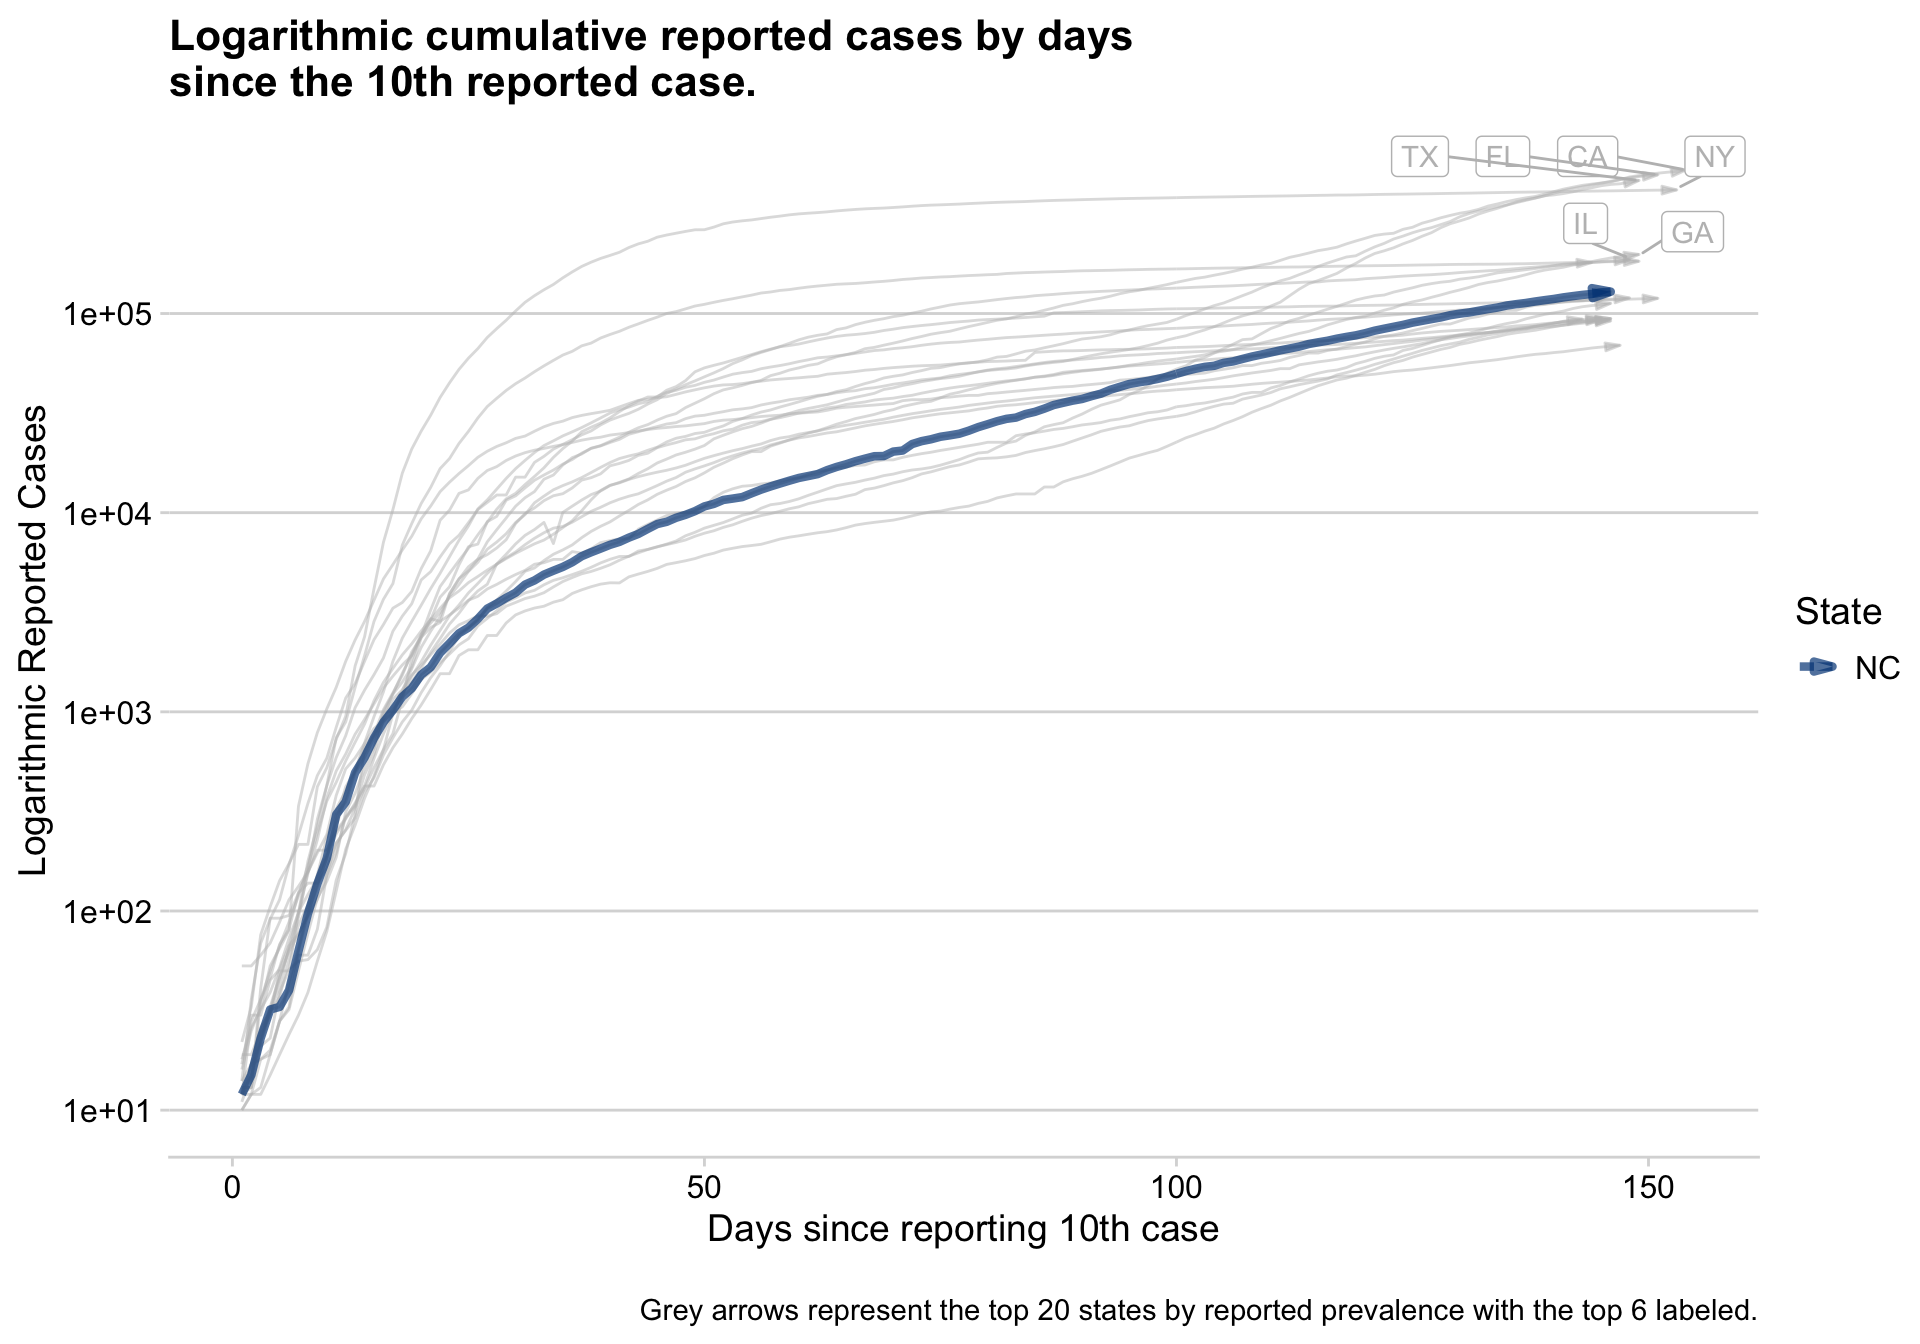 Logarithmic cumulative reported cases by days
since the 10th reported case.
TX
FL
CA
NY
IL
GA
1e+05
1e+04
1e+03
1e+02
1e+01
Logarithmic Reported Cases
State
NC
0
50
100
150
Days since reporting 10th case
Grey arrows represent the top 20 states by reported prevalence with the top 6 labeled.